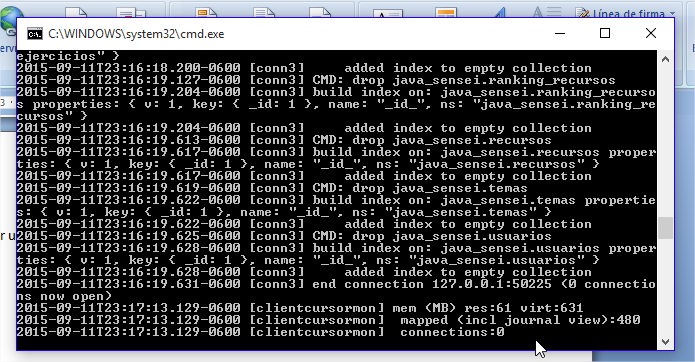 Línea de firma
C:\WINDOWS\system32\cmd.exe
ejercicios" }
2015-09-11T23:16:18.200-0600 [conn3]     added index to empty collection
2015-09-11T23:16:19.127-0600 [conn3] CMD: drop java_sensei.ranking_recursos
2015-09-11T23:16:19.204-0600 [conn3] build index on: java_sensei.ranking_recurso
s properties: { v: 1, key: { _id: 1 }, name: "_id_", ns: "java_sensei.ranking_re
cursos" }
2015-09-11T23:16:19.204-0600 [conn3]     added index to empty collection
2015-09-11T23:16:19.613-0600 [conn3] CMD: drop java_sensei.recursos
2015-09-11T23:16:19.617-0600 [conn3] build index on: java_sensei.recursos proper
ties: { v: 1, key: { _id: 1 }, name: "_id_", ns: "java_sensei.recursos" }
2015-09-11T23:16:19.617-0600 [conn3]     added index to empty collection
2015-09-11T23:16:19.619-0600 [conn3] CMD: drop java_sensei.temas
2015-09-11T23:16:19.622-0600 [conn3] build index on: java_sensei.temas propertie
s: { v: 1, key: { _id: 1 }, name: "_id_", ns: "java_sensei.temas" }
2015-09-11T23:16:19.622-0600 [conn3]     added index to empty collection
2015-09-11T23:16:19.625-0600 [conn3] CMD: drop java_sensei.usuarios
2015-09-11T23:16:19.628-0600 [conn3] build index on: java_sensei.usuarios proper
ties: { v: 1, key: { _id: 1 }, name: "_id_", ns: "java_sensei.usuarios" }
2015-09-11T23:16:19.628-0600 [conn3]     added index to empty collection
2015-09-11T23:16:19.631-0600 [conn3] end connection 127.0.0.1:50225 (0 connectio
ns now open)
2015-09-11T23:17:13.129-0600 [clientcursormon] mem (MB) res:61 virt:631
2015-09-11T23:17:13.129-0600 [clientcursormon]  mapped (incl journal view):480
2015-09-11T23:17:13.129-0600 [clientcursormon]  connections:0